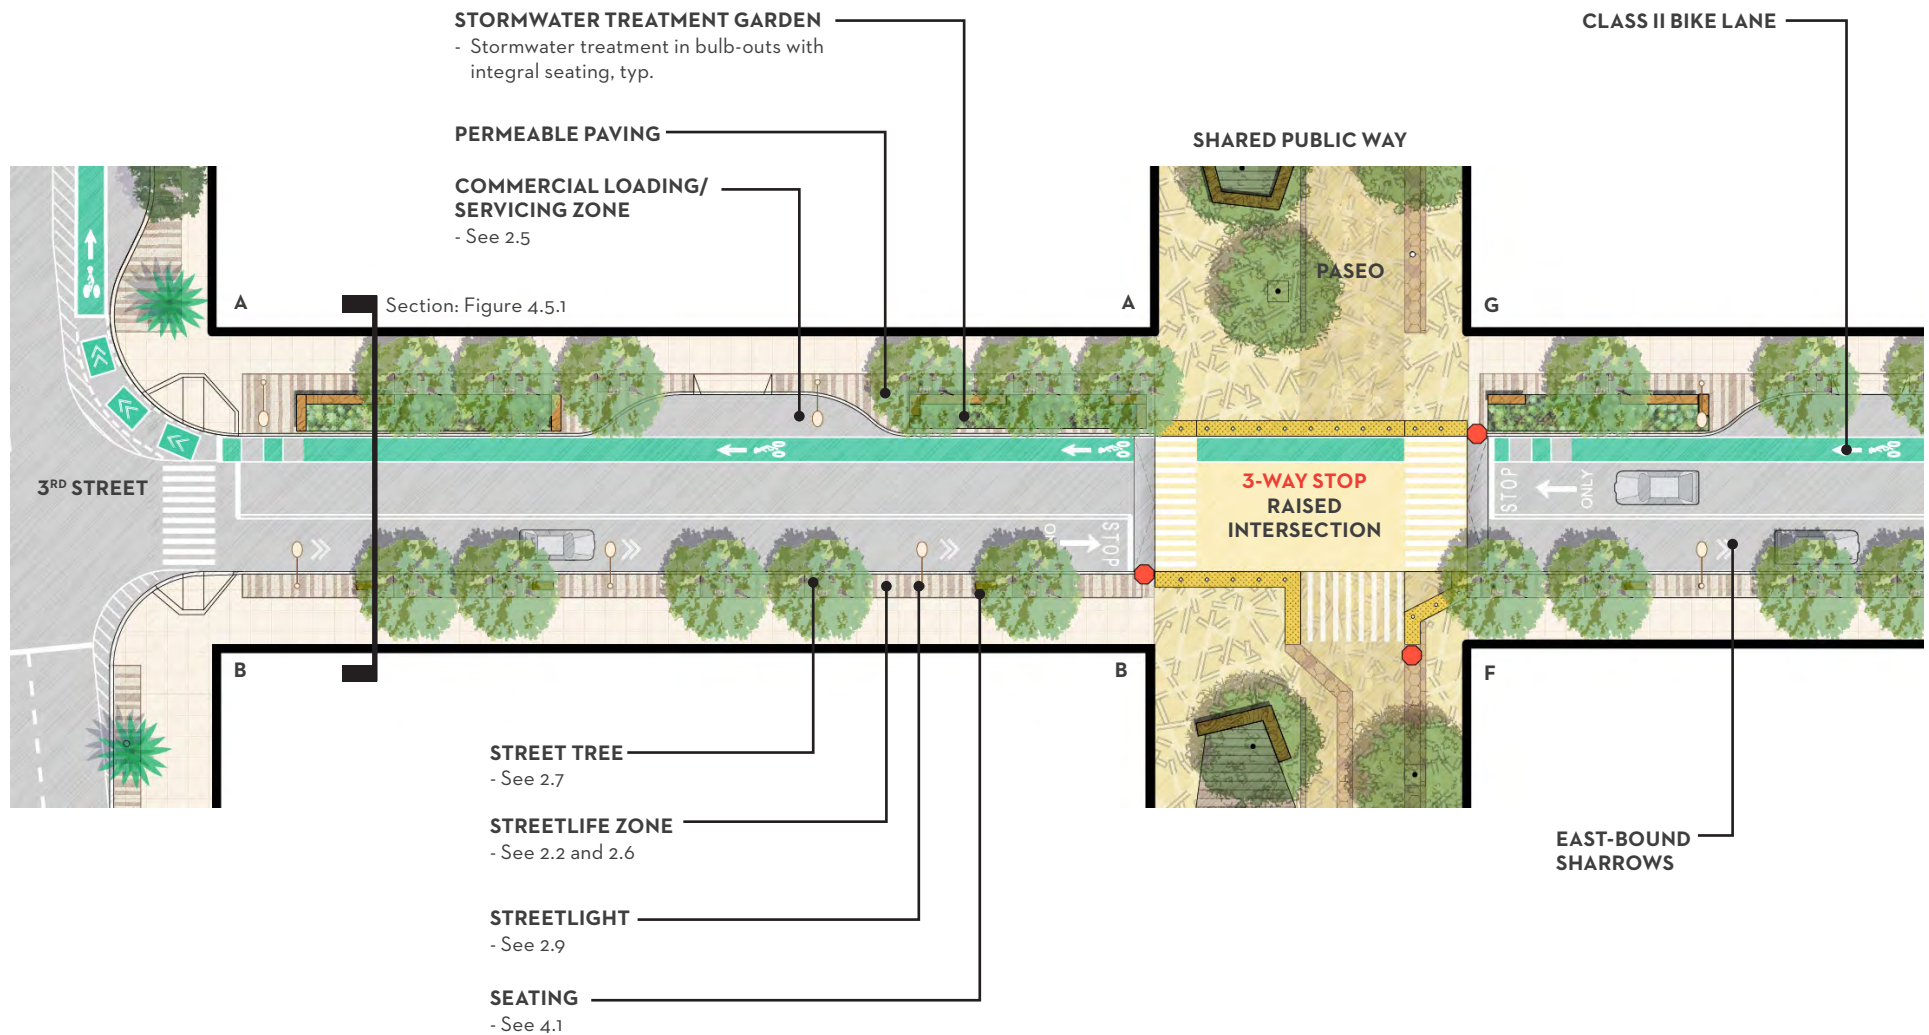 STORMWATER TREATMENT GARDEN
- Stormwater treatment in bulb-outs with
integral seating, typ.
CLASS II BIKE LANE
PERMEABLE PAVING
SHARED PUBLIC WAY
COMMERCIAL LOADING/
SERVICING ZONE
- See 2.5
PASEO
A
Section: Figure 4.5.1
A
G
3RD STREET
3-WAY STOP
RAISED
INTERSECTION
STOP
ONLY
STOP
B
B
F
STREET TREE
- See 2.7
STREETLIFE ZONE
- See 2.2 and 2.6
EAST-BOUND
SHARROWS
STREETLIGHT
- See 2.9
SEATING
- See 4.1